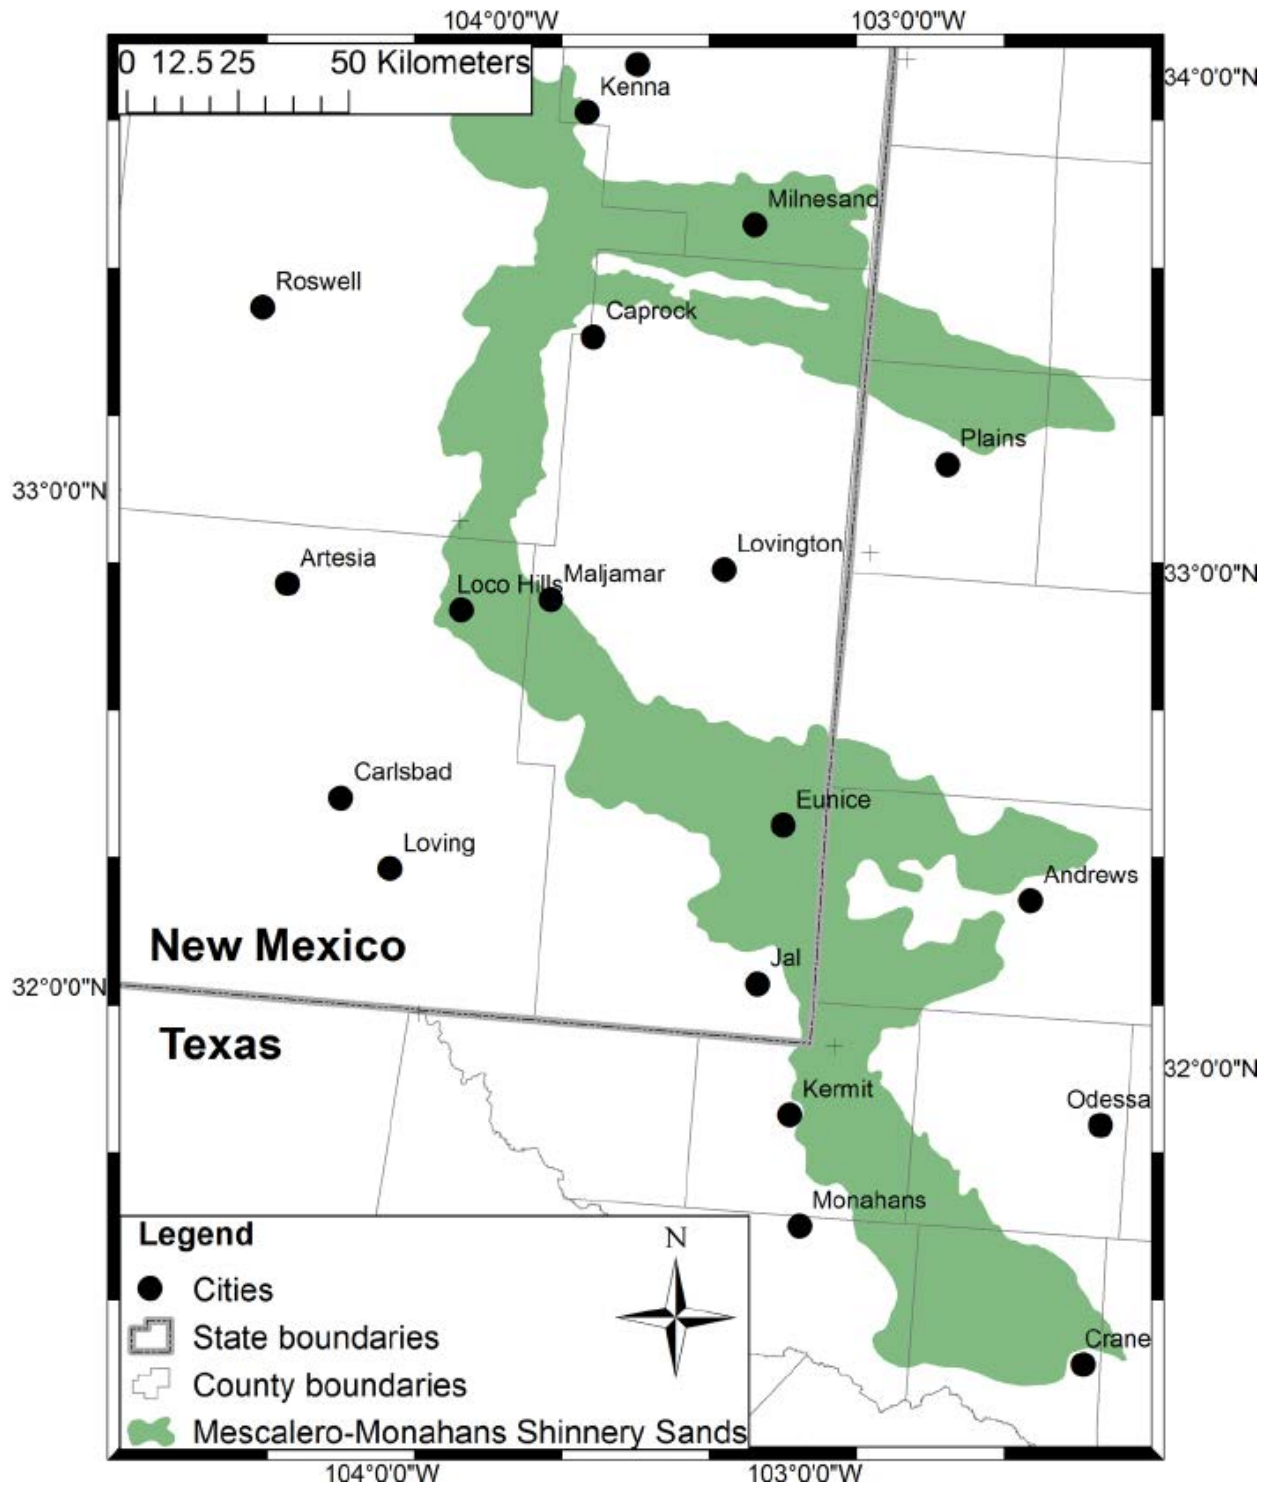 104°0'0"W 103°0'0"W
0 12.5 25 50 Kilometers
34°0'0"N
Kenna
Milnesand
Roswell
Caprock
Plains
33°0'0"N
Lovington
Artesia
Maljamar
33°0'0"N
Loco Hills
Carlsbad
Eunice
Loving
Andrews
New Mexico
Jal
32°0'0"N
Texas
32°0'0"N
Kermit
Odessa
Monahans
Legend
N
Cities
State boundaries
Crane
County boundaries
Mescalero-Monahans Shinnery Sands
104°0'0"W 103°0'0"W